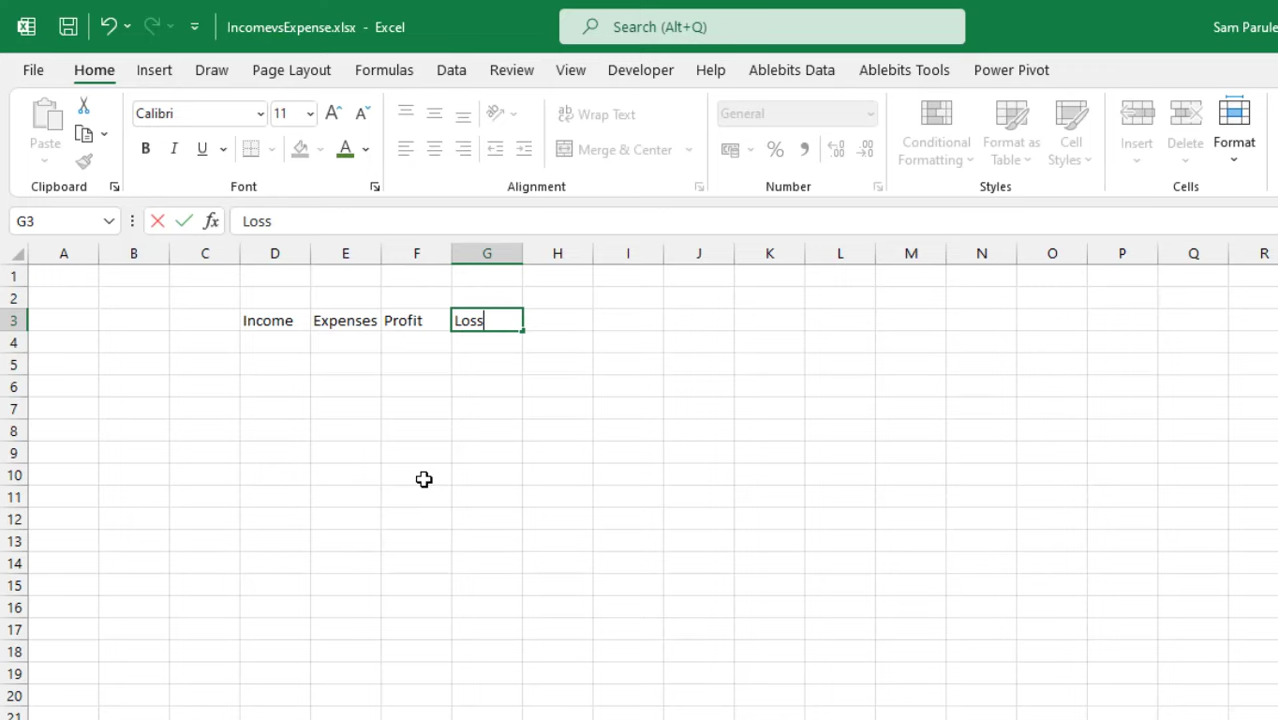 IncomevsExpense.xlsx - Excel
Search (Alt+Q)
Sam Parule
File Home Insert Draw Page Layout Formulas Data Review View Developer Help Ablebits Data Ablebits Tools Power Pivot
Paste
Clipboard
Calibri 11
B I U A
Font
Wrap Text
Merge & Center
Alignment
General
% 9
Number
Conditional Formatting
Format as Table
Cell Styles
Styles
Insert
Delete
Format
Cells
G3 fx Loss
A B C D E F G H I J K L M N O P Q R
1
2
3 Income Expenses Profit Loss
4
5
6
7
8
9
10
11
12
13
14
15
16
17
18
19
20
21